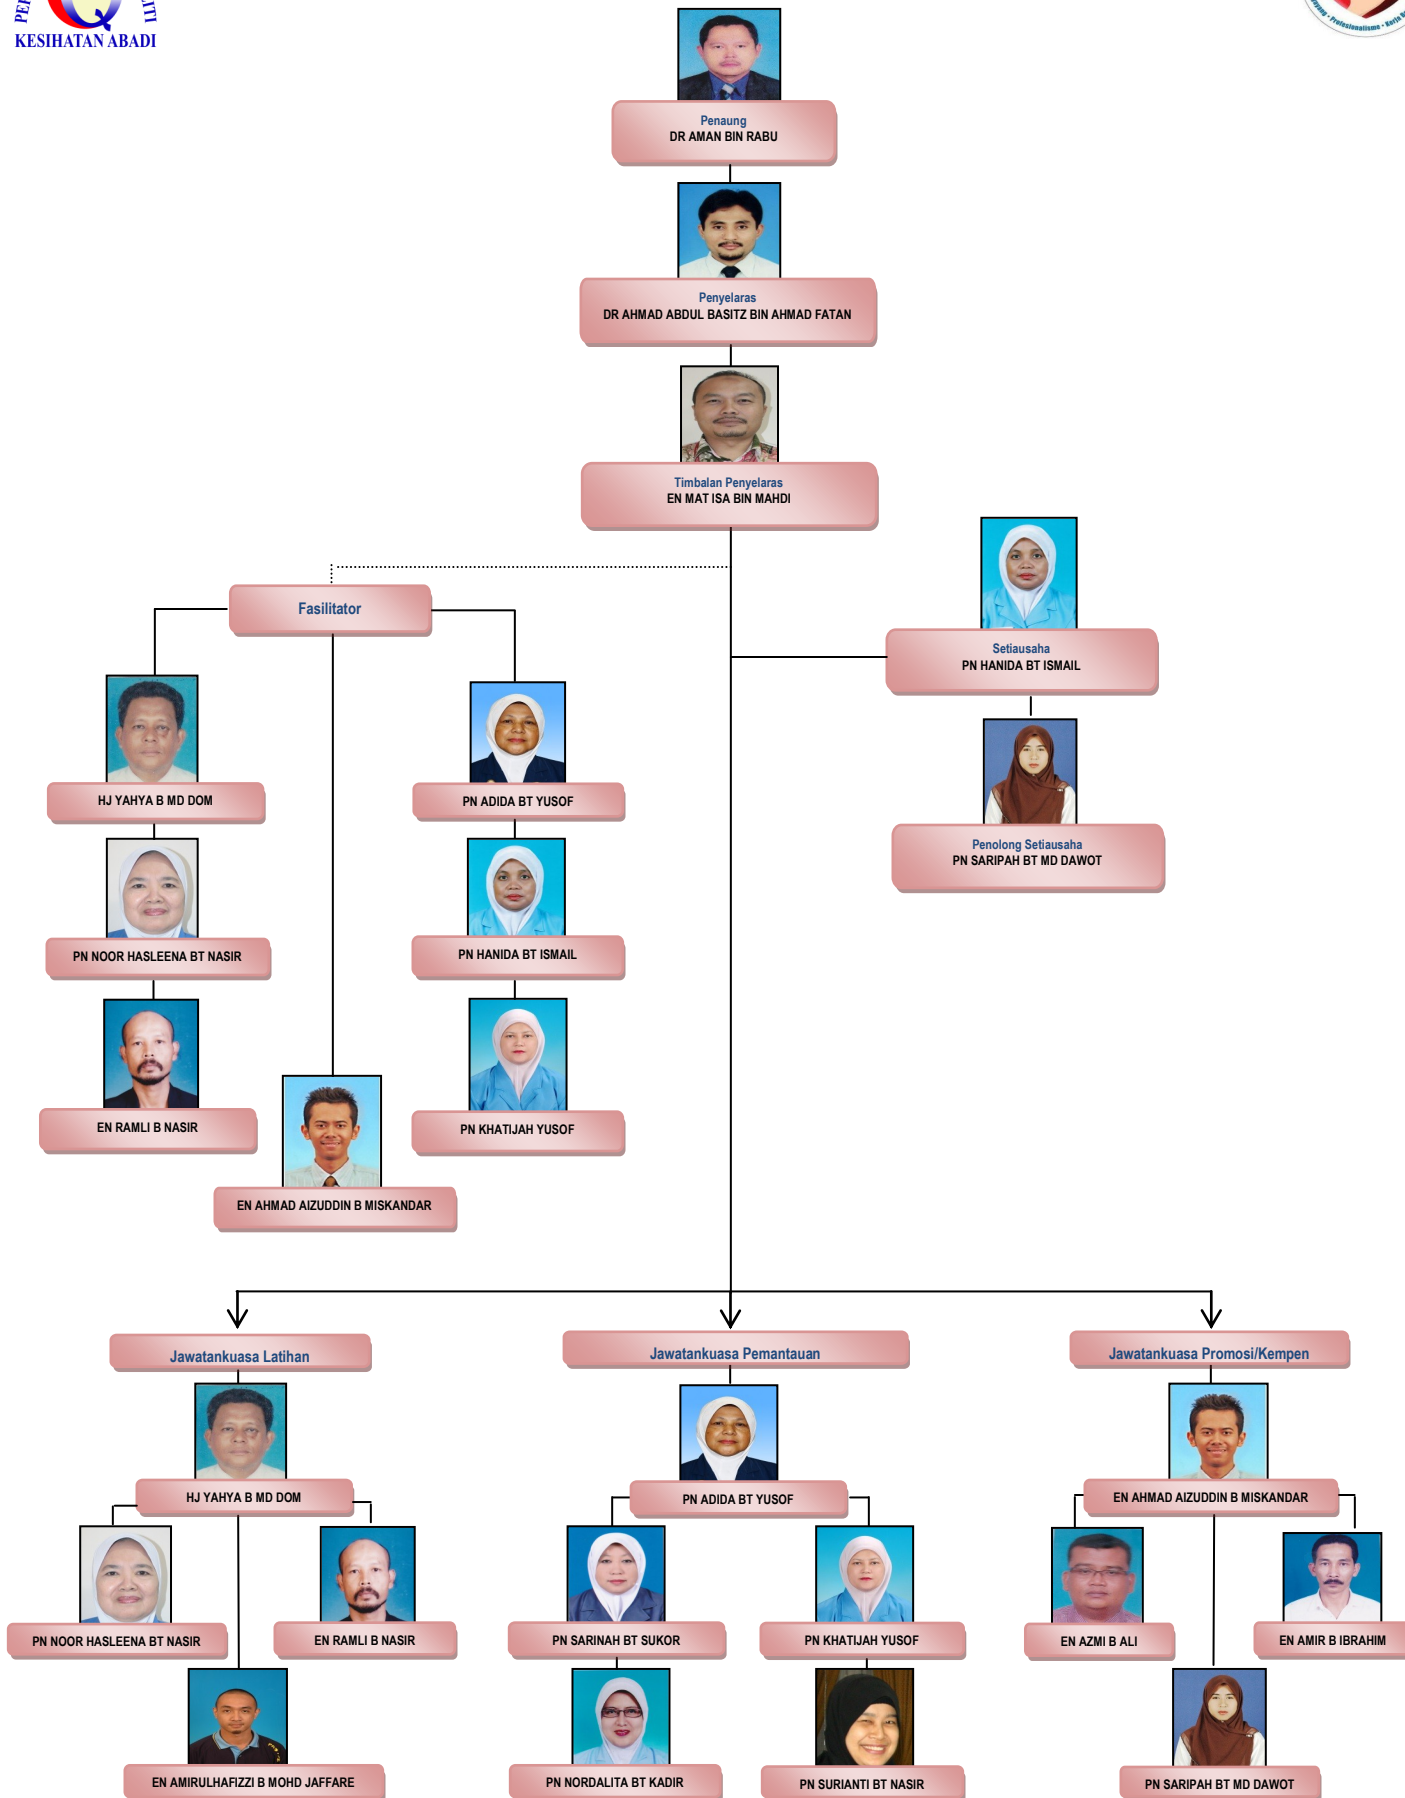 KESIHATAN ABADI
Profesionalisme • Kerja
Penaung
DR AMAN BIN RABU
Penyelaras
DR AHMAD ABDUL BASITZ BIN AHMAD FATAN
Timbalan Penyelaras
EN MAT ISA BIN MAHDI
Fasilitator
Setiausaha
PN HANIDA BT ISMAIL
HJ YAHYA B MD DOM
PN ADIDA BT YUSOF
Penolong Setiausaha
PN SARIPAH BT MD DAWOT
PN NOOR HASLEENA BT NASIR
PN HANIDA BT ISMAIL
EN RAMLI B NASIR
PN KHATIJAH YUSOF
EN AHMAD AIZUDDIN B MISKANDAR
Jawatankuasa Latihan
Jawatankuasa Pemantauan
Jawatankuasa Promosi/Kempen
HJ YAHYA B MD DOM
PN ADIDA BT YUSOF
EN AHMAD AIZUDDIN B MISKANDAR
PN NOOR HASLEENA BT NASIR
EN RAMLI B NASIR
PN SARINAH BT SUKOR
PN KHATIJAH YUSOF
EN AZMI B ALI
EN AMIR B IBRAHIM
EN AMIRULHAFIZZI B MOHD JAFFARE
PN NORDALITA BT KADIR
PN SURIANTI BT NASIR
PN SARIPAH BT MD DAWOT